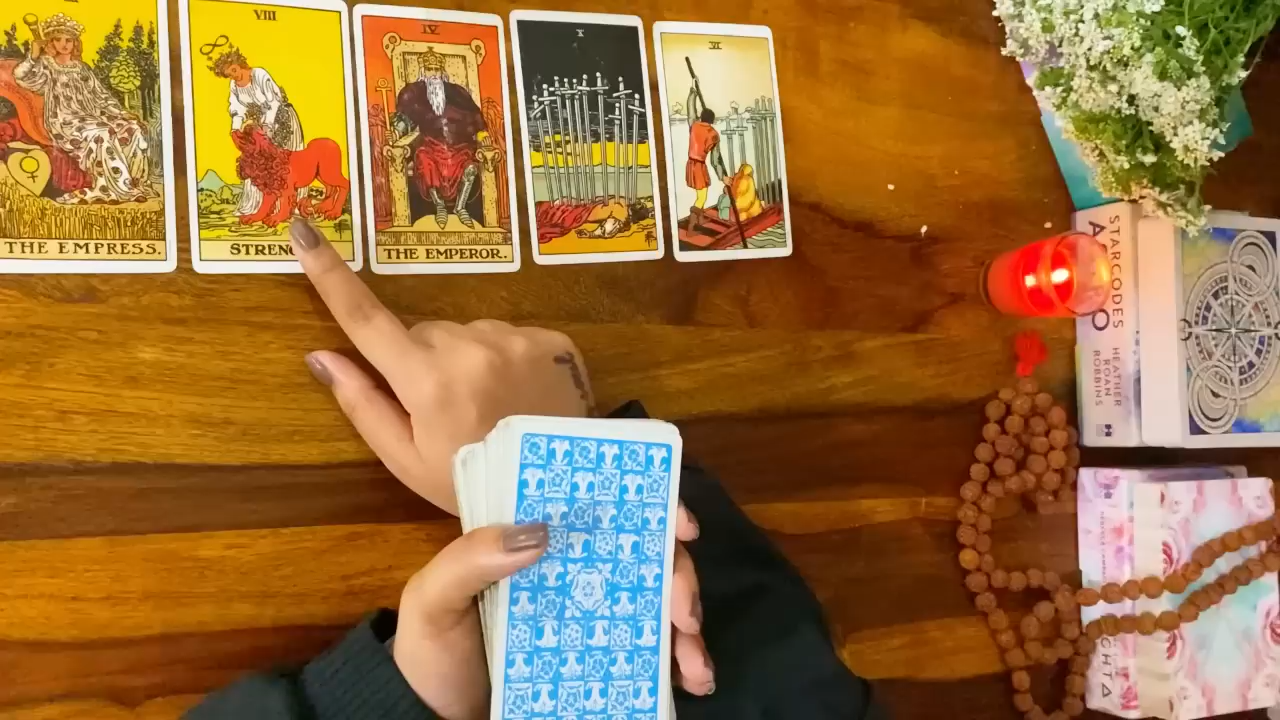 THE EMPRESS.
VIII
STRENG
IV
THE EMPEROR.
X
VI
STARCODES
HEATHER
ROAN
ROBBINS